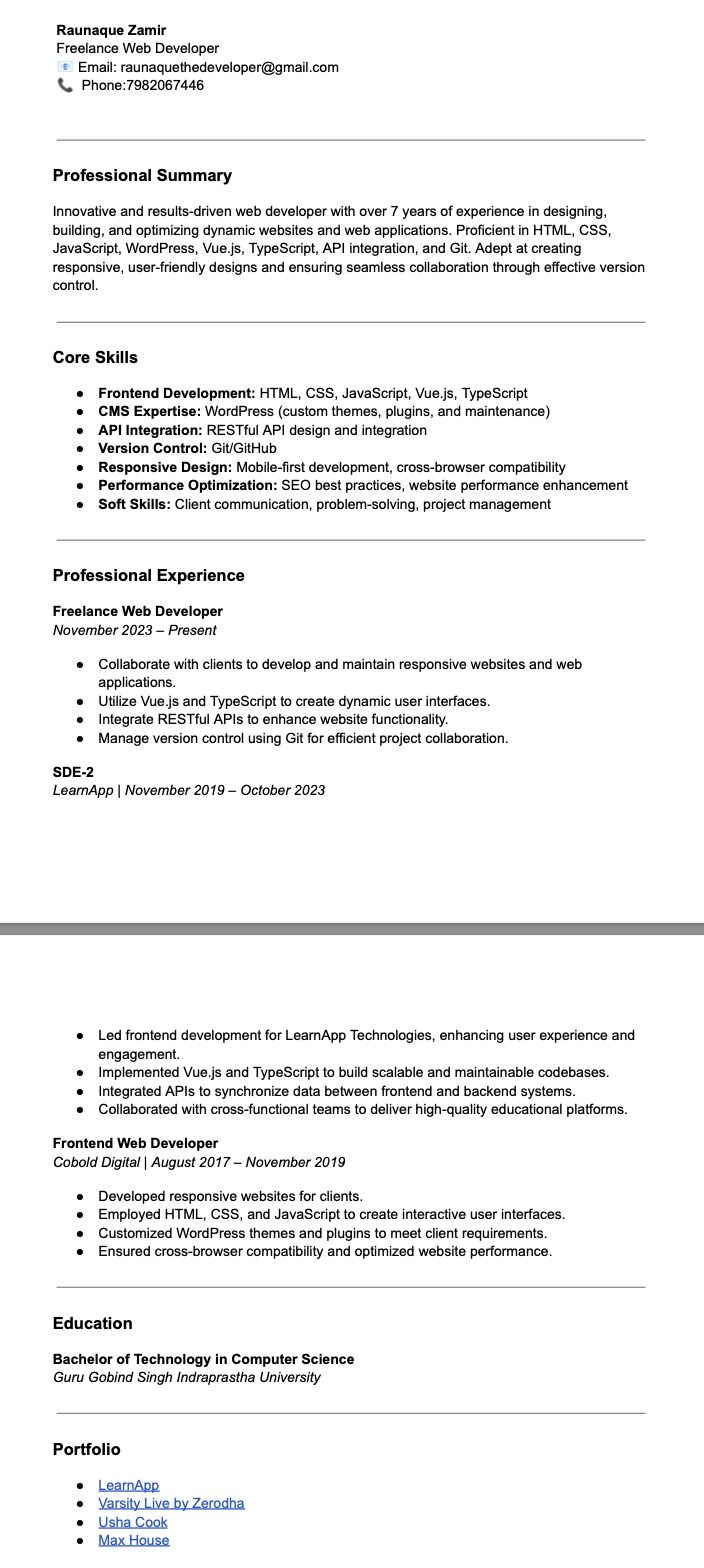 Raunaque Zamir
Freelance Web Developer
📧 Email: raunaquethedeveloper@gmail.com
📞 Phone:7982067446
Professional Summary
Innovative and results-driven web developer with over 7 years of experience in designing,
building, and optimizing dynamic websites and web applications. Proficient in HTML, CSS,
JavaScript, WordPress, Vue.js, TypeScript, API integration, and Git. Adept at creating
responsive, user-friendly designs and ensuring seamless collaboration through effective version
control.
Core Skills
● Frontend Development: HTML, CSS, JavaScript, Vue.js, TypeScript
● CMS Expertise: WordPress (custom themes, plugins, and maintenance)
● API Integration: RESTful API design and integration
● Version Control: Git/GitHub
● Responsive Design: Mobile-first development, cross-browser compatibility
● Performance Optimization: SEO best practices, website performance enhancement
● Soft Skills: Client communication, problem-solving, project management
Professional Experience
Freelance Web Developer
November 2023 – Present
● Collaborate with clients to develop and maintain responsive websites and web
applications.
● Utilize Vue.js and TypeScript to create dynamic user interfaces.
● Integrate RESTful APIs to enhance website functionality.
● Manage version control using Git for efficient project collaboration.
SDE-2
LearnApp | November 2019 – October 2023
● Led frontend development for LearnApp Technologies, enhancing user experience and
engagement.
● Implemented Vue.js and TypeScript to build scalable and maintainable codebases.
● Integrated APIs to synchronize data between frontend and backend systems.
● Collaborated with cross-functional teams to deliver high-quality educational platforms.
Frontend Web Developer
Cobold Digital | August 2017 – November 2019
● Developed responsive websites for clients.
● Employed HTML, CSS, and JavaScript to create interactive user interfaces.
● Customized WordPress themes and plugins to meet client requirements.
● Ensured cross-browser compatibility and optimized website performance.
Education
Bachelor of Technology in Computer Science
Guru Gobind Singh Indraprastha University
Portfolio
● LearnApp
● Varsity Live by Zerodha
● Usha Cook
● Max House